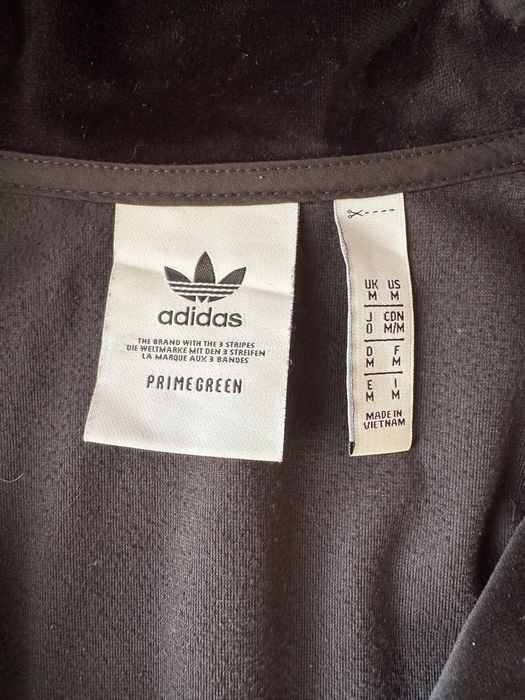 adidas
THE BRAND WITH THE 3 STRIPES
DIE WELTMARKE MIT DEN 3 STREIFEN
LA MARQUE AUX 3 BANDES
PRIMEGREEN
UK US
M M
J CDN
O M/M
D F
M M
E I
M M
MADE IN
VIETNAM